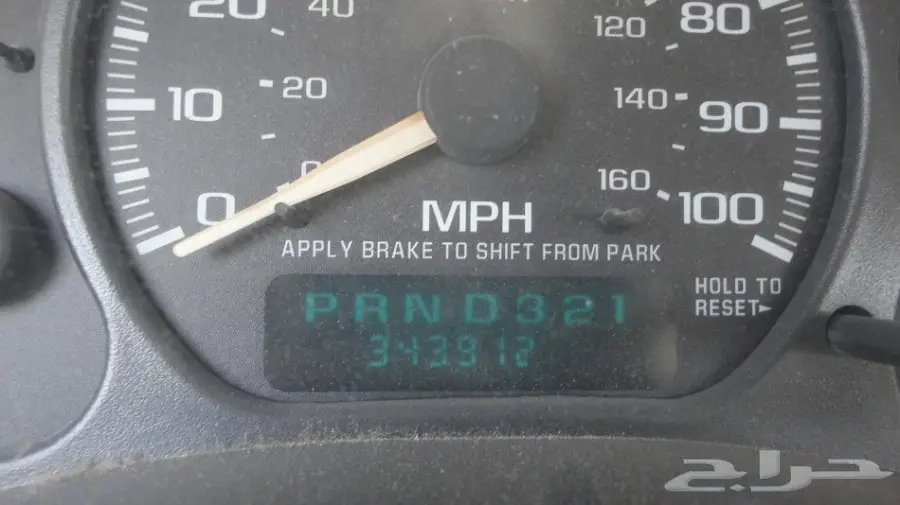 20 40 120 80
10 20 140 90
0 0 160 100
MPH
APPLY BRAKE TO SHIFT FROM PARK
HOLD TO
RESET►
PRND321
343912
حراج